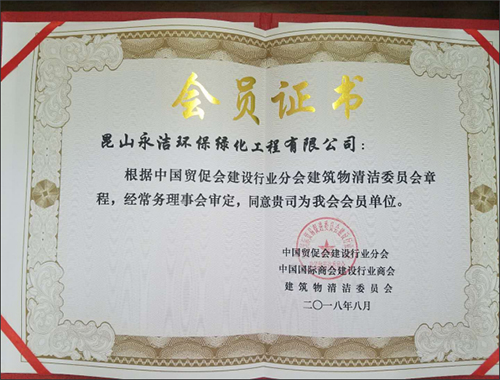 会员证书
昆山永洁环保绿化工程有限公司：
根据中国贸促会建设行业分会建筑物清洁委员会章
程，经常务理事会审定，同意贵司为我会会员单位。
中国贸促会建设行业分会
中国国际商会建设行业商会
建筑物清洁委员会
二〇一八年八月